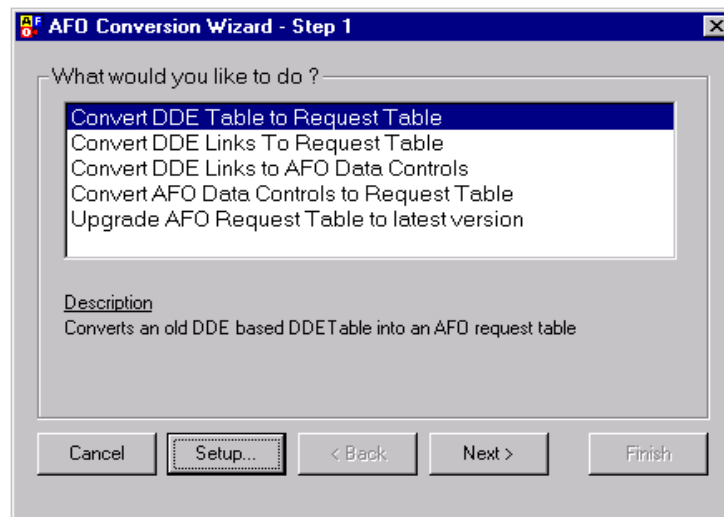 AFO Conversion Wizard - Step 1
What would you like to do ?
Convert DDE Table to Request Table
Convert DDE Links To Request Table
Convert DDE Links to AFO Data Controls
Convert AFO Data Controls to Request Table
Upgrade AFO Request Table to latest version
Description
Converts an old DDE based DDETable into an AFO request table
Cancel Setup... < Back Next > Finish